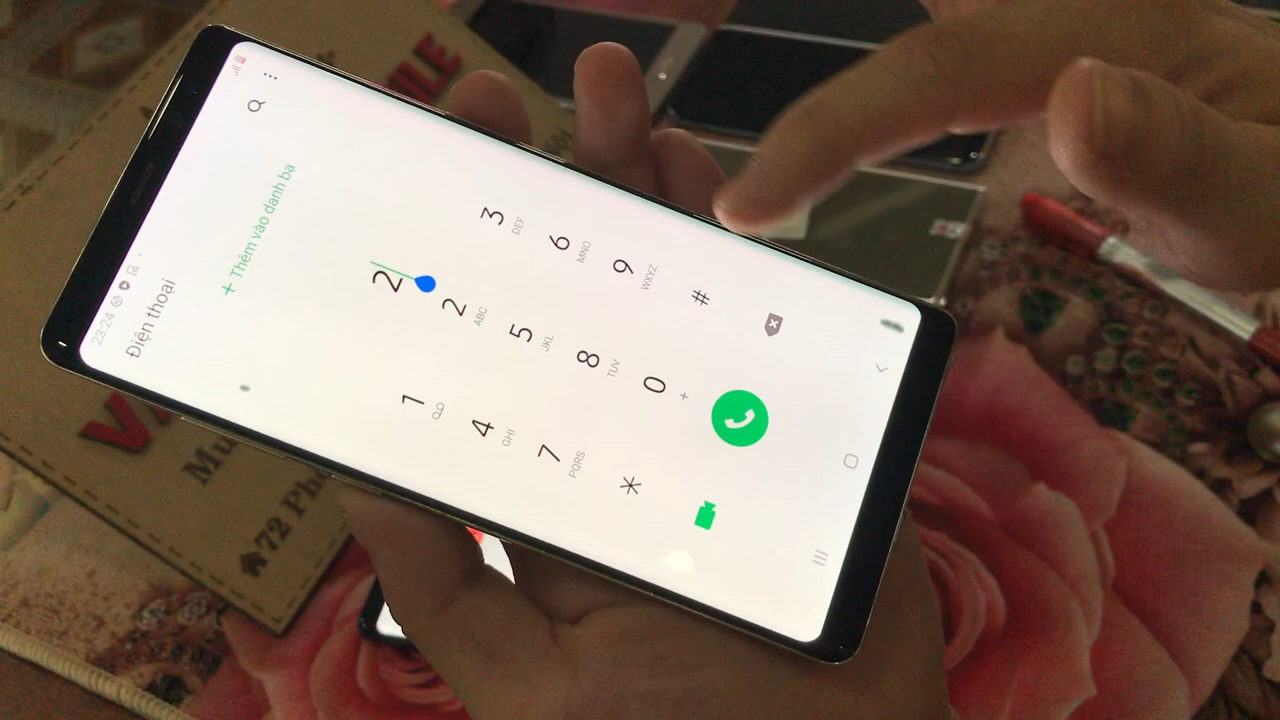 23:24
Điện thoại
+ Thêm vào danh bạ
2
1
2 ABC
3 DEF
4 GHI
5 JKL
6 MNO
7 PQRS
8 TUV
9 WXYZ
*
0 +
#
72